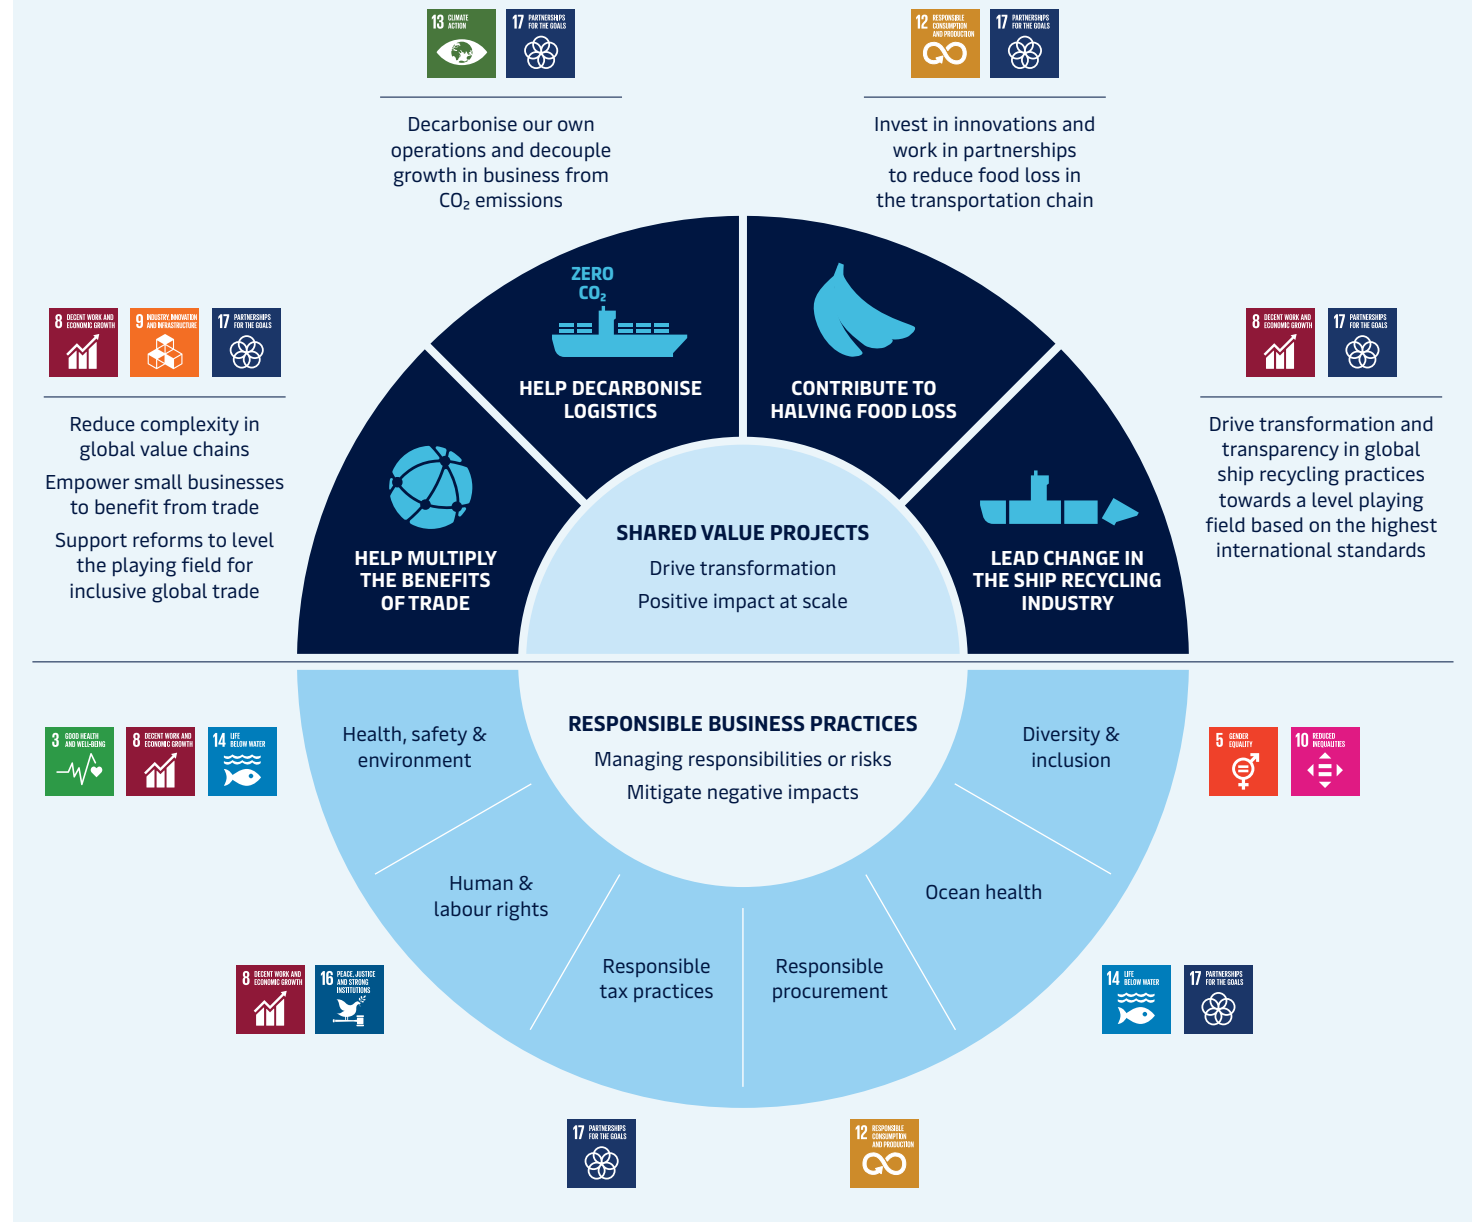 13 CLIMATE
ACTION
17 PARTNERSHIPS
FOR THE GOALS
12 RESPONSIBLE
CONSUMPTION
AND PRODUCTION
17 PARTNERSHIPS
FOR THE GOALS
Decarbonise our own
operations and decouple
growth in business from
CO₂ emissions
Invest in innovations and
work in partnerships
to reduce food loss in
the transportation chain
ZERO
CO₂
HELP DECARBONISE
LOGISTICS
CONTRIBUTE TO
HALVING FOOD LOSS
8 DECENT WORK AND
ECONOMIC GROWTH
9 INDUSTRY, INNOVATION
AND INFRASTRUCTURE
17 PARTNERSHIPS
FOR THE GOALS
Reduce complexity in
global value chains
Empower small businesses
to benefit from trade
Support reforms to level
the playing field for
inclusive global trade
HELP MULTIPLY
THE BENEFITS
OF TRADE
SHARED VALUE PROJECTS
Drive transformation
Positive impact at scale
LEAD CHANGE IN
THE SHIP RECYCLING
INDUSTRY
8 DECENT WORK AND
ECONOMIC GROWTH
17 PARTNERSHIPS
FOR THE GOALS
Drive transformation and
transparency in global
ship recycling practices
towards a level playing
field based on the highest
international standards
3 GOOD HEALTH
AND WELL-BEING
8 DECENT WORK AND
ECONOMIC GROWTH
14 LIFE
BELOW WATER
Health, safety &
environment
RESPONSIBLE BUSINESS PRACTICES
Managing responsibilities or risks
Mitigate negative impacts
Diversity &
inclusion
5 GENDER
EQUALITY
10 REDUCED
INEQUALITIES
Human &
labour rights
Ocean health
8 DECENT WORK AND
ECONOMIC GROWTH
16 PEACE, JUSTICE
AND STRONG
INSTITUTIONS
Responsible
tax practices
Responsible
procurement
14 LIFE
BELOW WATER
17 PARTNERSHIPS
FOR THE GOALS
17 PARTNERSHIPS
FOR THE GOALS
12 RESPONSIBLE
CONSUMPTION
AND PRODUCTION